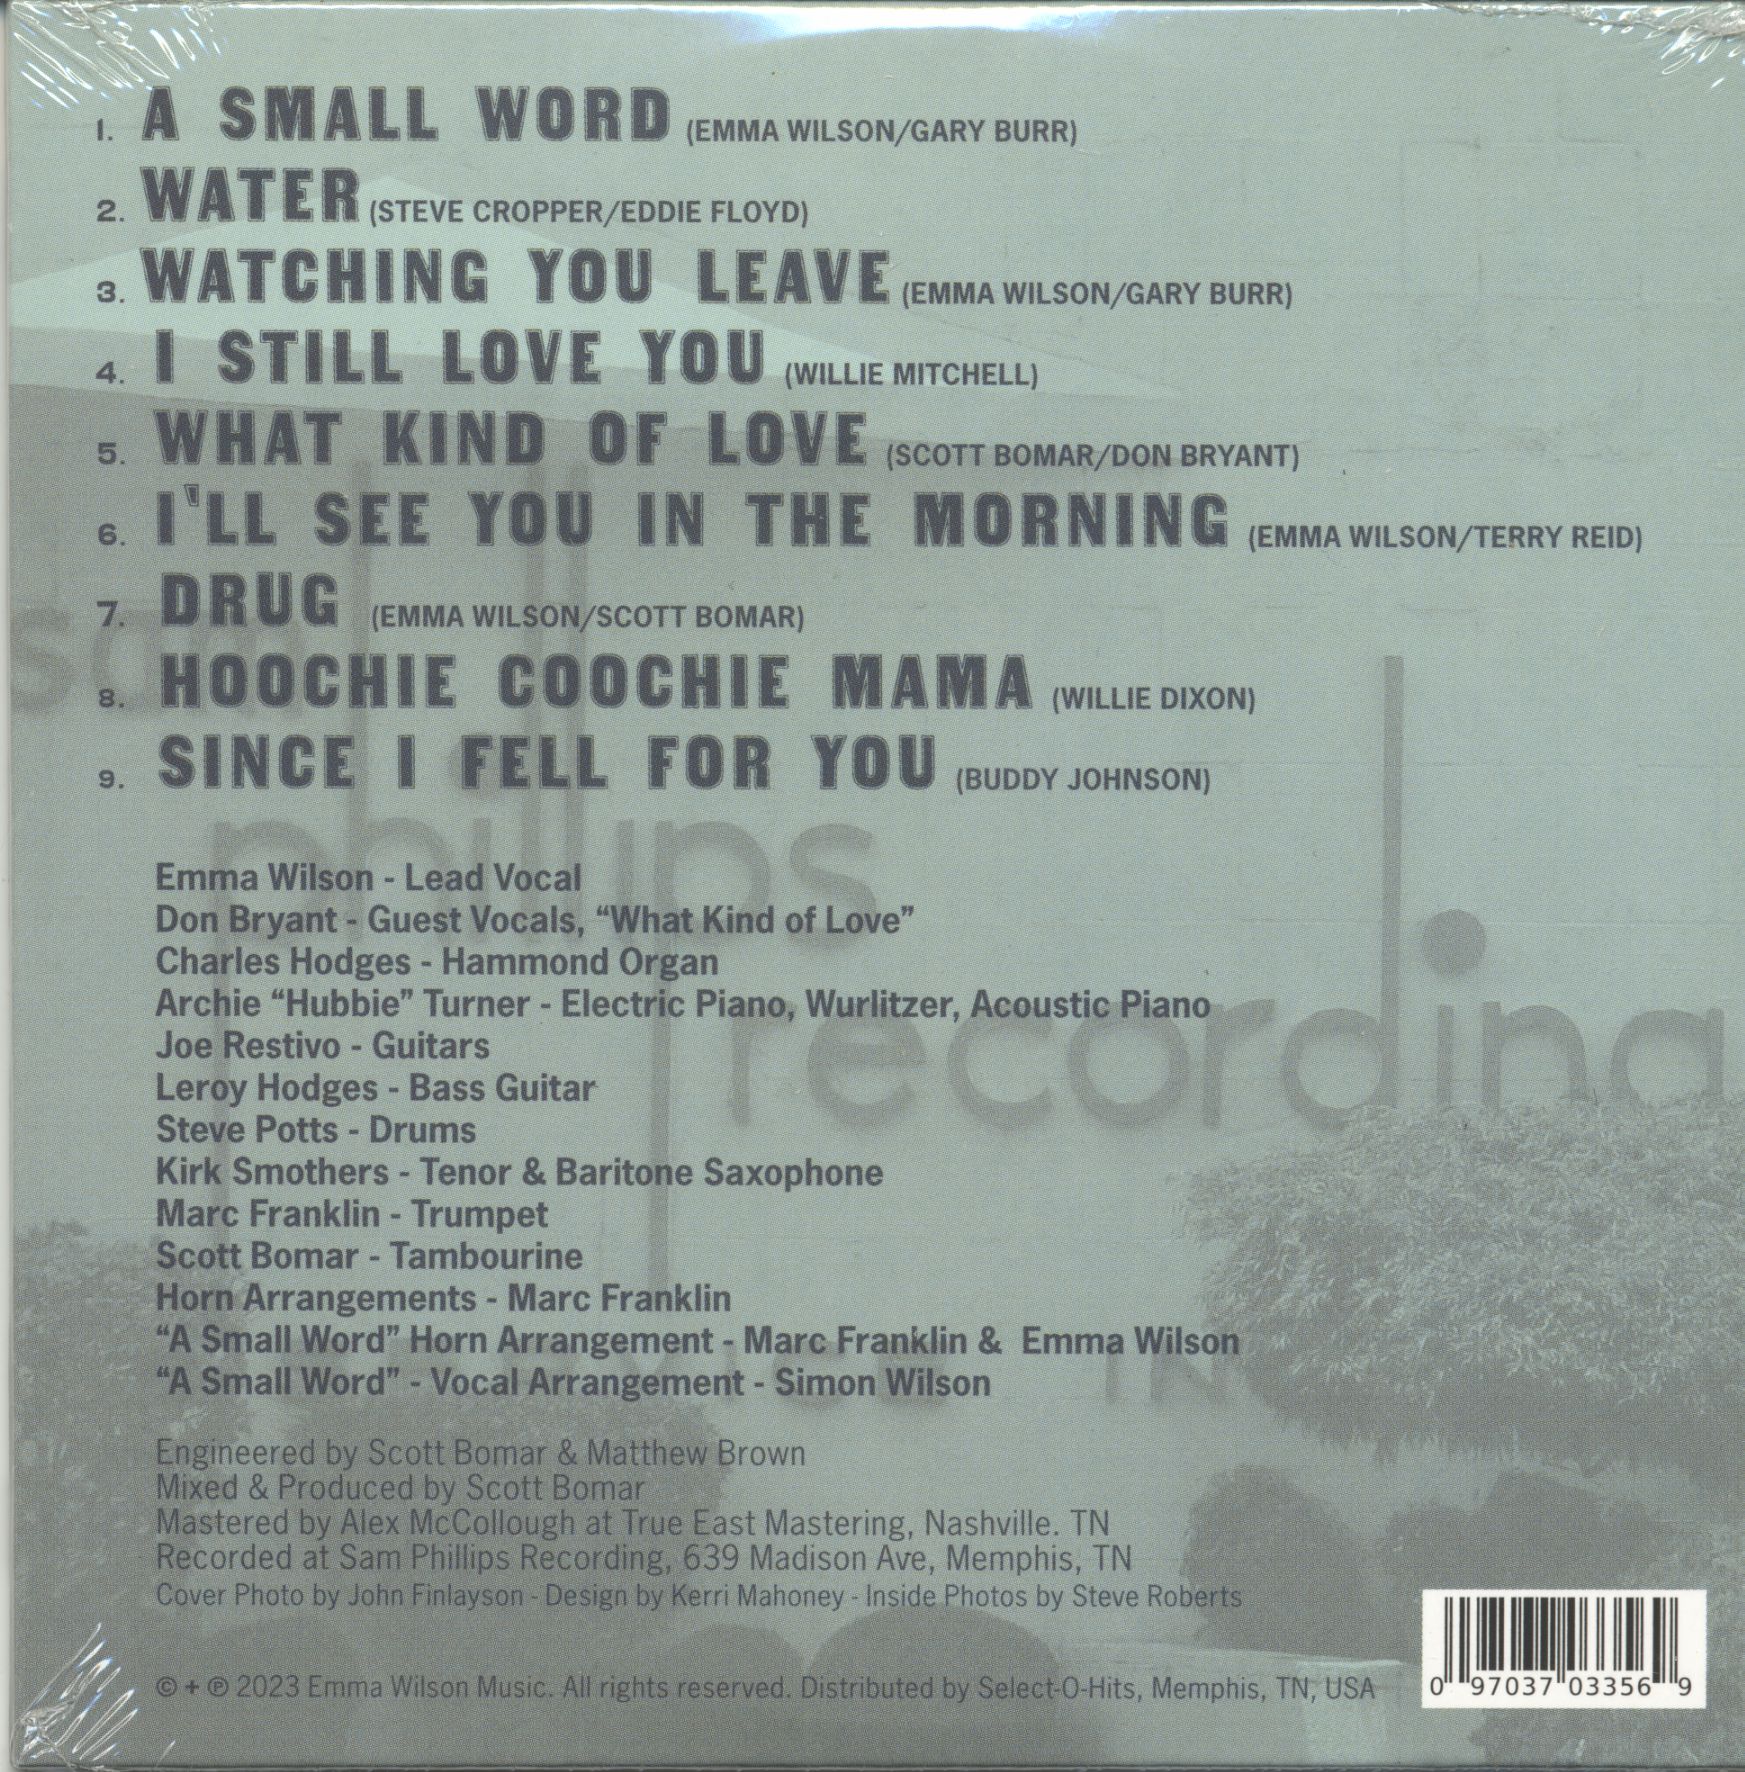 1. A SMALL WORD (EMMA WILSON/GARY BURR)
2. WATER (STEVE CROPPER/EDDIE FLOYD)
3. WATCHING YOU LEAVE (EMMA WILSON/GARY BURR)
4. I STILL LOVE YOU (WILLIE MITCHELL)
5. WHAT KIND OF LOVE (SCOTT BOMAR/DON BRYANT)
6. I'LL SEE YOU IN THE MORNING (EMMA WILSON/TERRY REID)
7. DRUG (EMMA WILSON/SCOTT BOMAR)
8. HOOCHIE COOCHIE MAMA (WILLIE DIXON)
9. SINCE I FELL FOR YOU (BUDDY JOHNSON)
sam
phillips
recording
Emma Wilson - Lead Vocal
Don Bryant - Guest Vocals, “What Kind of Love”
Charles Hodges - Hammond Organ
Archie “Hubbie” Turner - Electric Piano, Wurlitzer, Acoustic Piano
Joe Restivo - Guitars
Leroy Hodges - Bass Guitar
Steve Potts - Drums
Kirk Smothers - Tenor & Baritone Saxophone
Marc Franklin - Trumpet
Scott Bomar - Tambourine
Horn Arrangements - Marc Franklin
“A Small Word” Horn Arrangement - Marc Franklin & Emma Wilson
“A Small Word” - Vocal Arrangement - Simon Wilson
Engineered by Scott Bomar & Matthew Brown
Mixed & Produced by Scott Bomar
Mastered by Alex McCollough at True East Mastering, Nashville. TN
Recorded at Sam Phillips Recording, 639 Madison Ave, Memphis, TN
Cover Photo by John Finlayson - Design by Kerri Mahoney - Inside Photos by Steve Roberts
© + ℗ 2023 Emma Wilson Music. All rights reserved. Distributed by Select-O-Hits, Memphis, TN, USA
0 97037 03356 9